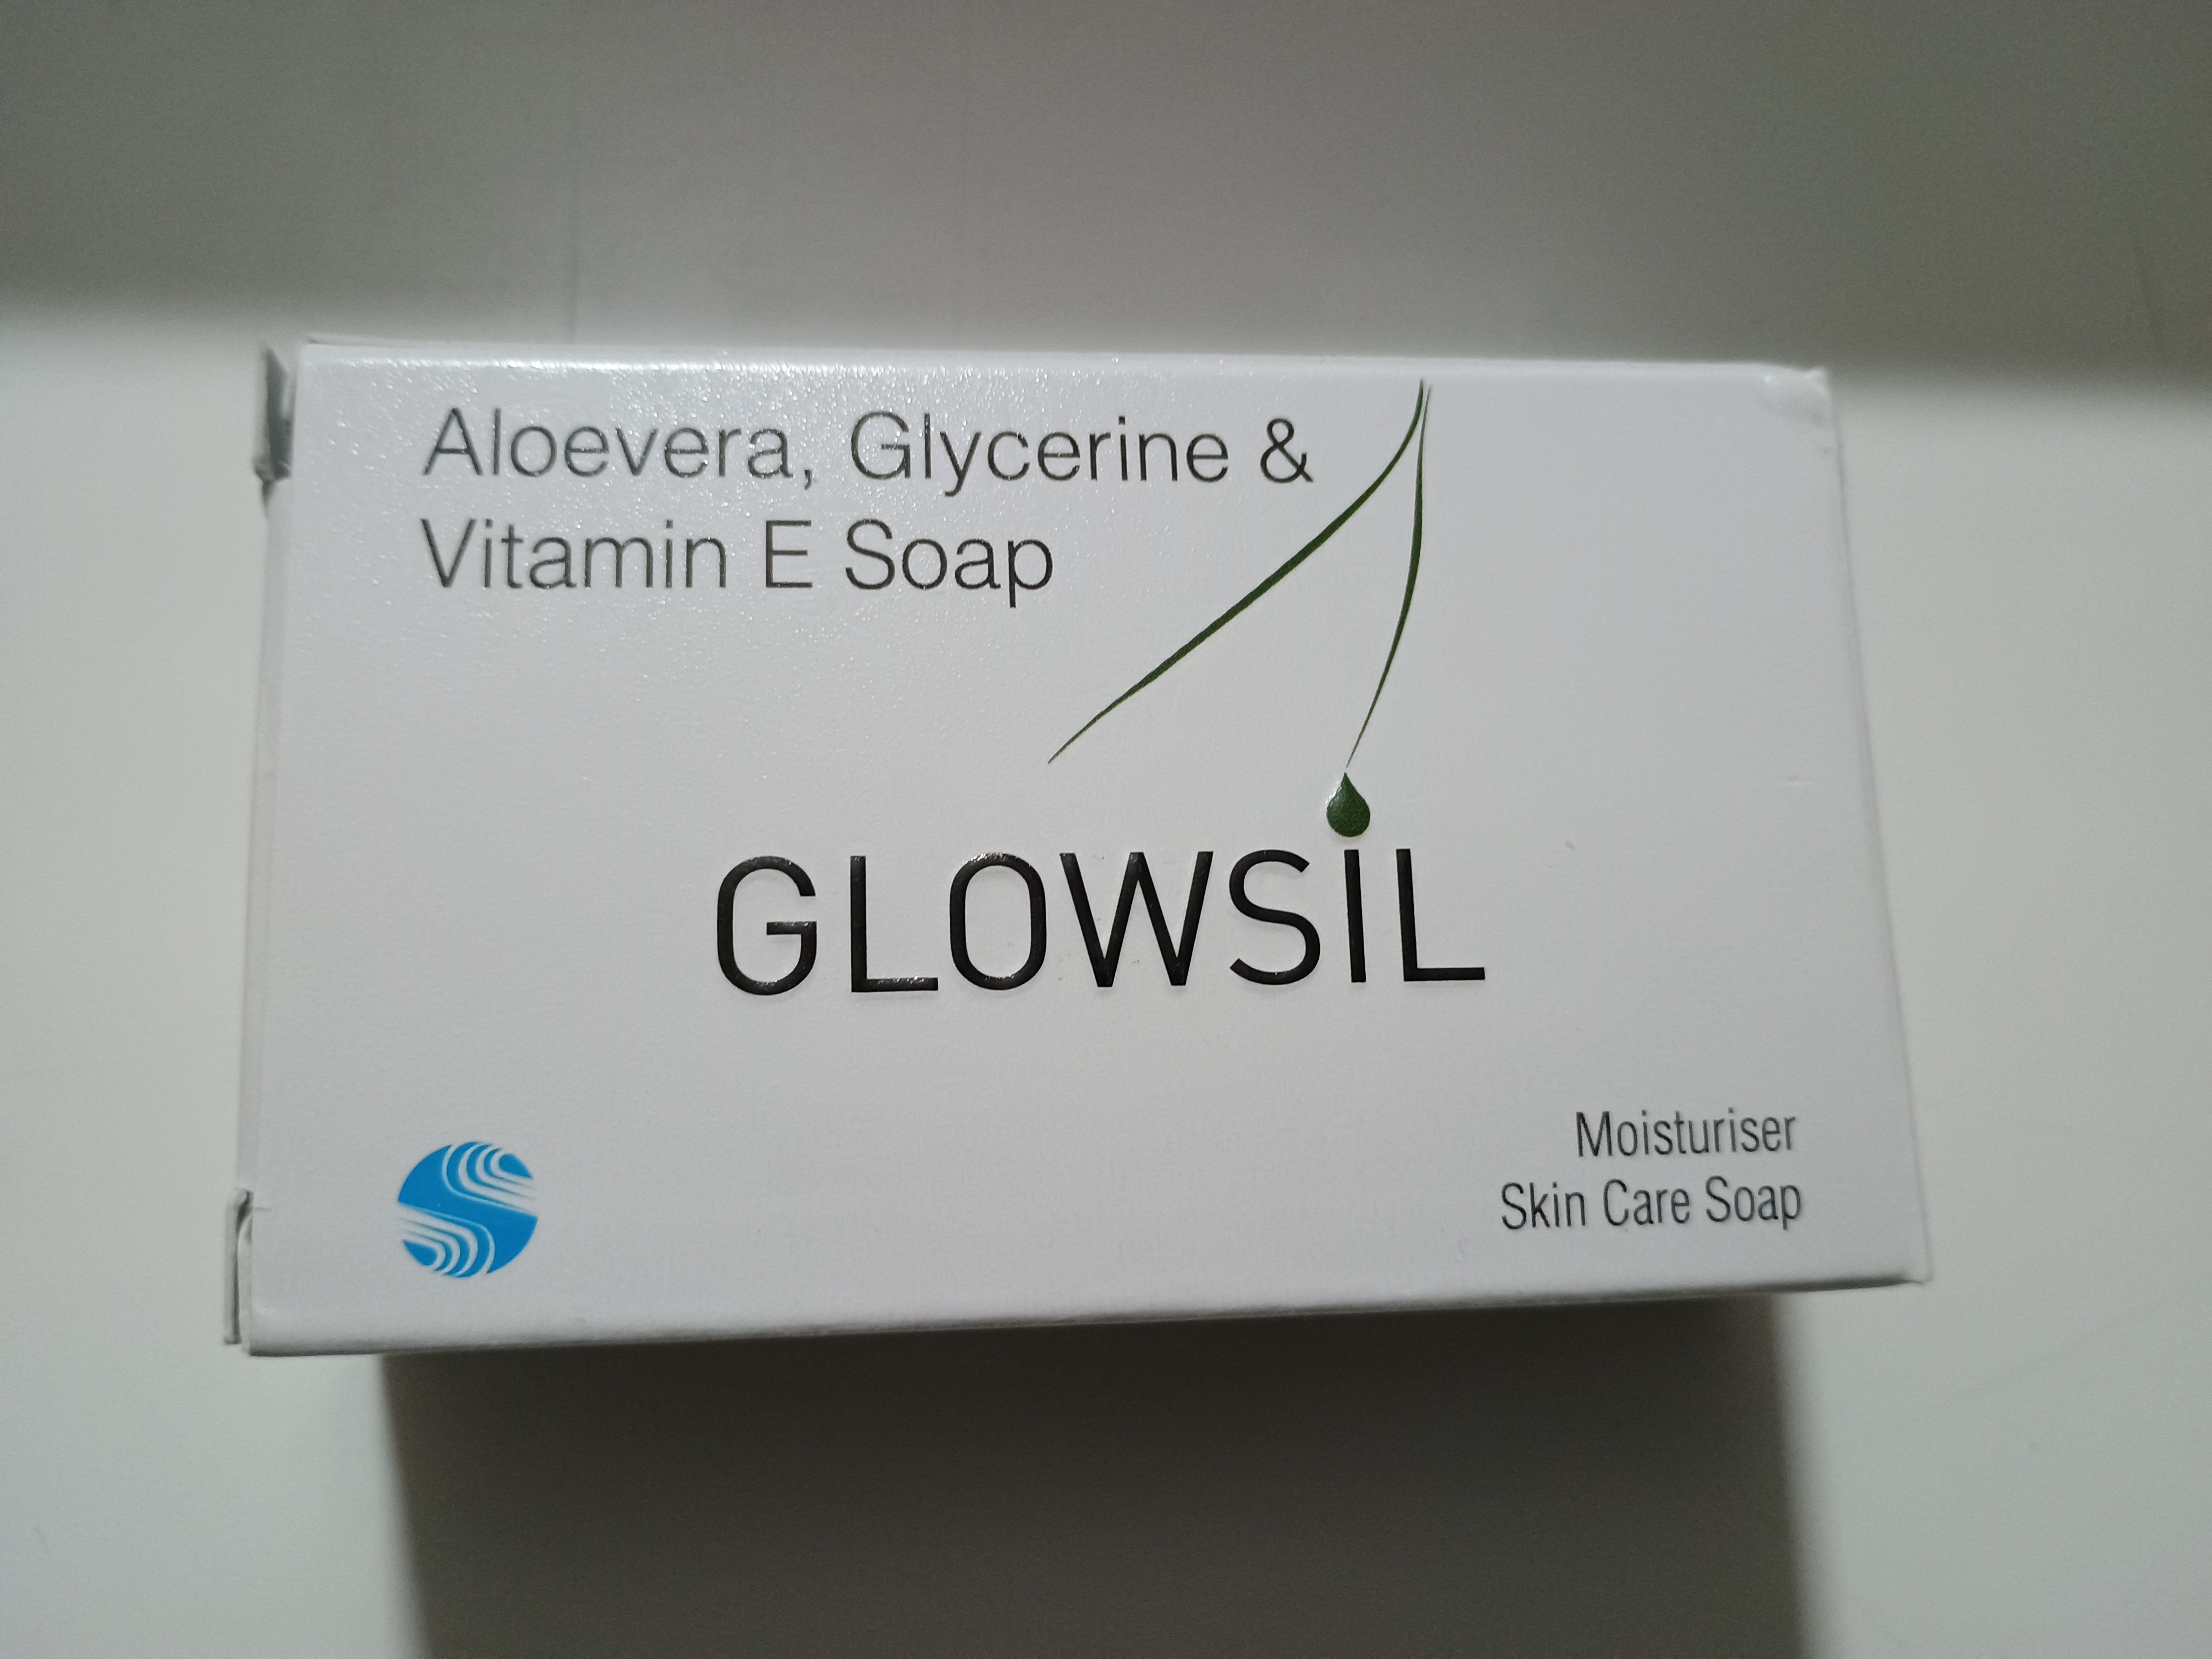 Aloevera, Glycerine &
Vitamin E Soap
GLOWSIL
Moisturiser
Skin Care Soap